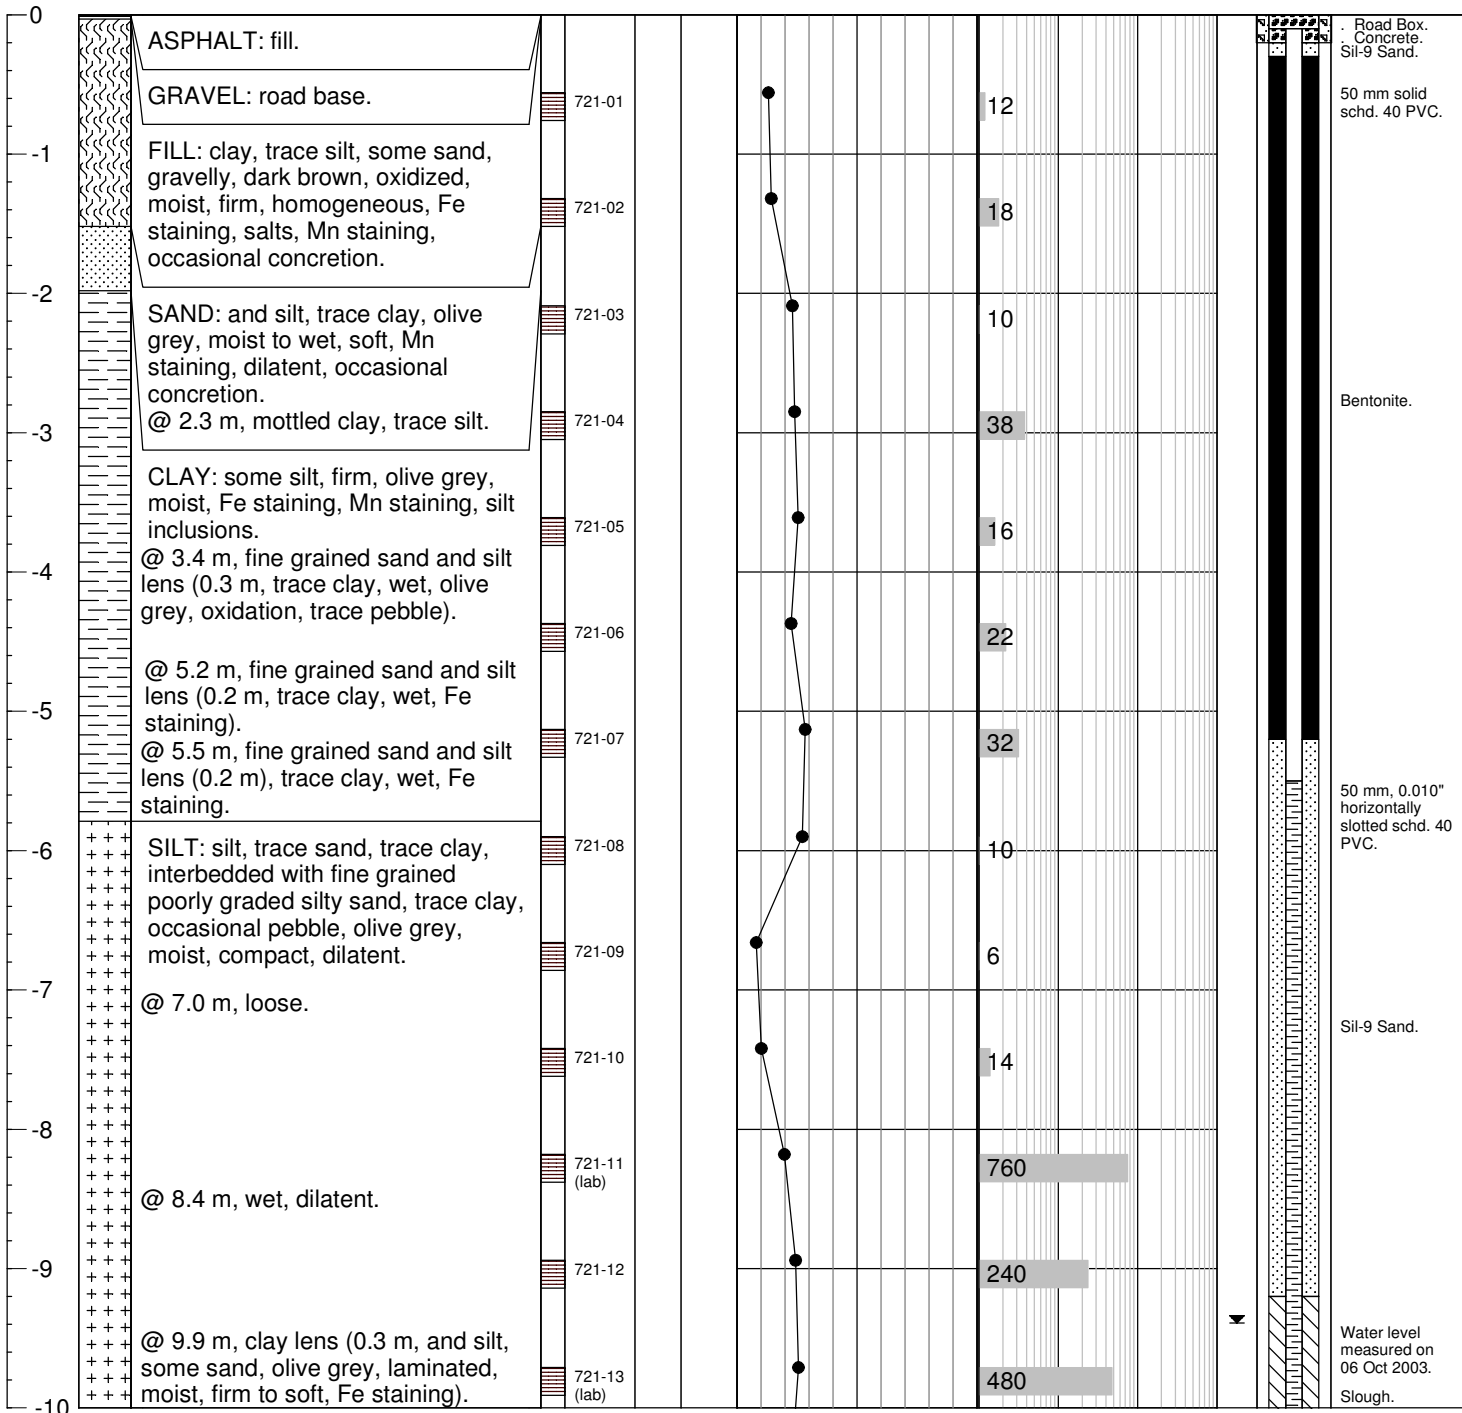 0
ASPHALT: fill.
GRAVEL: road base.
FILL: clay, trace silt, some sand,
gravelly, dark brown, oxidized,
moist, firm, homogeneous, Fe
staining, salts, Mn staining,
occasional concretion.
SAND: and silt, trace clay, olive
grey, moist to wet, soft, Mn
staining, dilatent, occasional
concretion.
@ 2.3 m, mottled clay, trace silt.
CLAY: some silt, firm, olive grey,
moist, Fe staining, Mn staining, silt
inclusions.
@ 3.4 m, fine grained sand and silt
lens (0.3 m, trace clay, wet, olive
grey, oxidation, trace pebble).
@ 5.2 m, fine grained sand and silt
lens (0.2 m, trace clay, wet, Fe
staining).
@ 5.5 m, fine grained sand and silt
lens (0.2 m), trace clay, wet, Fe
staining.
SILT: silt, trace sand, trace clay,
interbedded with fine grained
poorly graded silty sand, trace clay,
occasional pebble, olive grey,
moist, compact, dilatent.
@ 7.0 m, loose.
@ 8.4 m, wet, dilatent.
@ 9.9 m, clay lens (0.3 m, and silt,
some sand, olive grey, laminated,
moist, firm to soft, Fe staining).
-1
-2
-3
-4
-5
-6
-7
-8
-9
-10
721-01
721-02
721-03
721-04
721-05
721-06
721-07
721-08
721-09
721-10
721-11
(lab)
721-12
721-13
(lab)
12
18
10
38
16
22
32
10
6
14
760
240
480
. Road Box.
. Concrete.
Sil-9 Sand.
50 mm solid
schd. 40 PVC.
Bentonite.
50 mm, 0.010"
horizontally
slotted schd. 40
PVC.
Sil-9 Sand.
Water level
measured on
06 Oct 2003.
Slough.